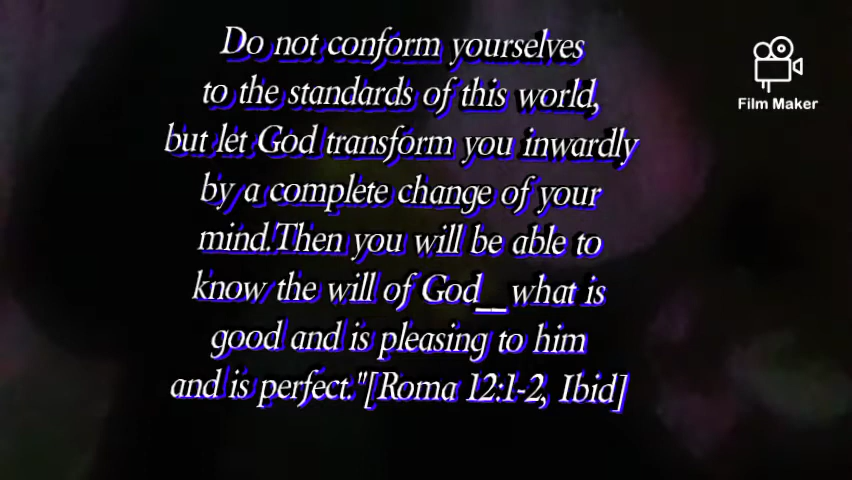 Do not conform yourselves
to the standards of this world,
but let God transform you inwardly
by a complete change of your
mind.Then you will be able to
know the will of God__what is
good and is pleasing to him
and is perfect."[Roma 12:1-2, Ibid]
Film Maker